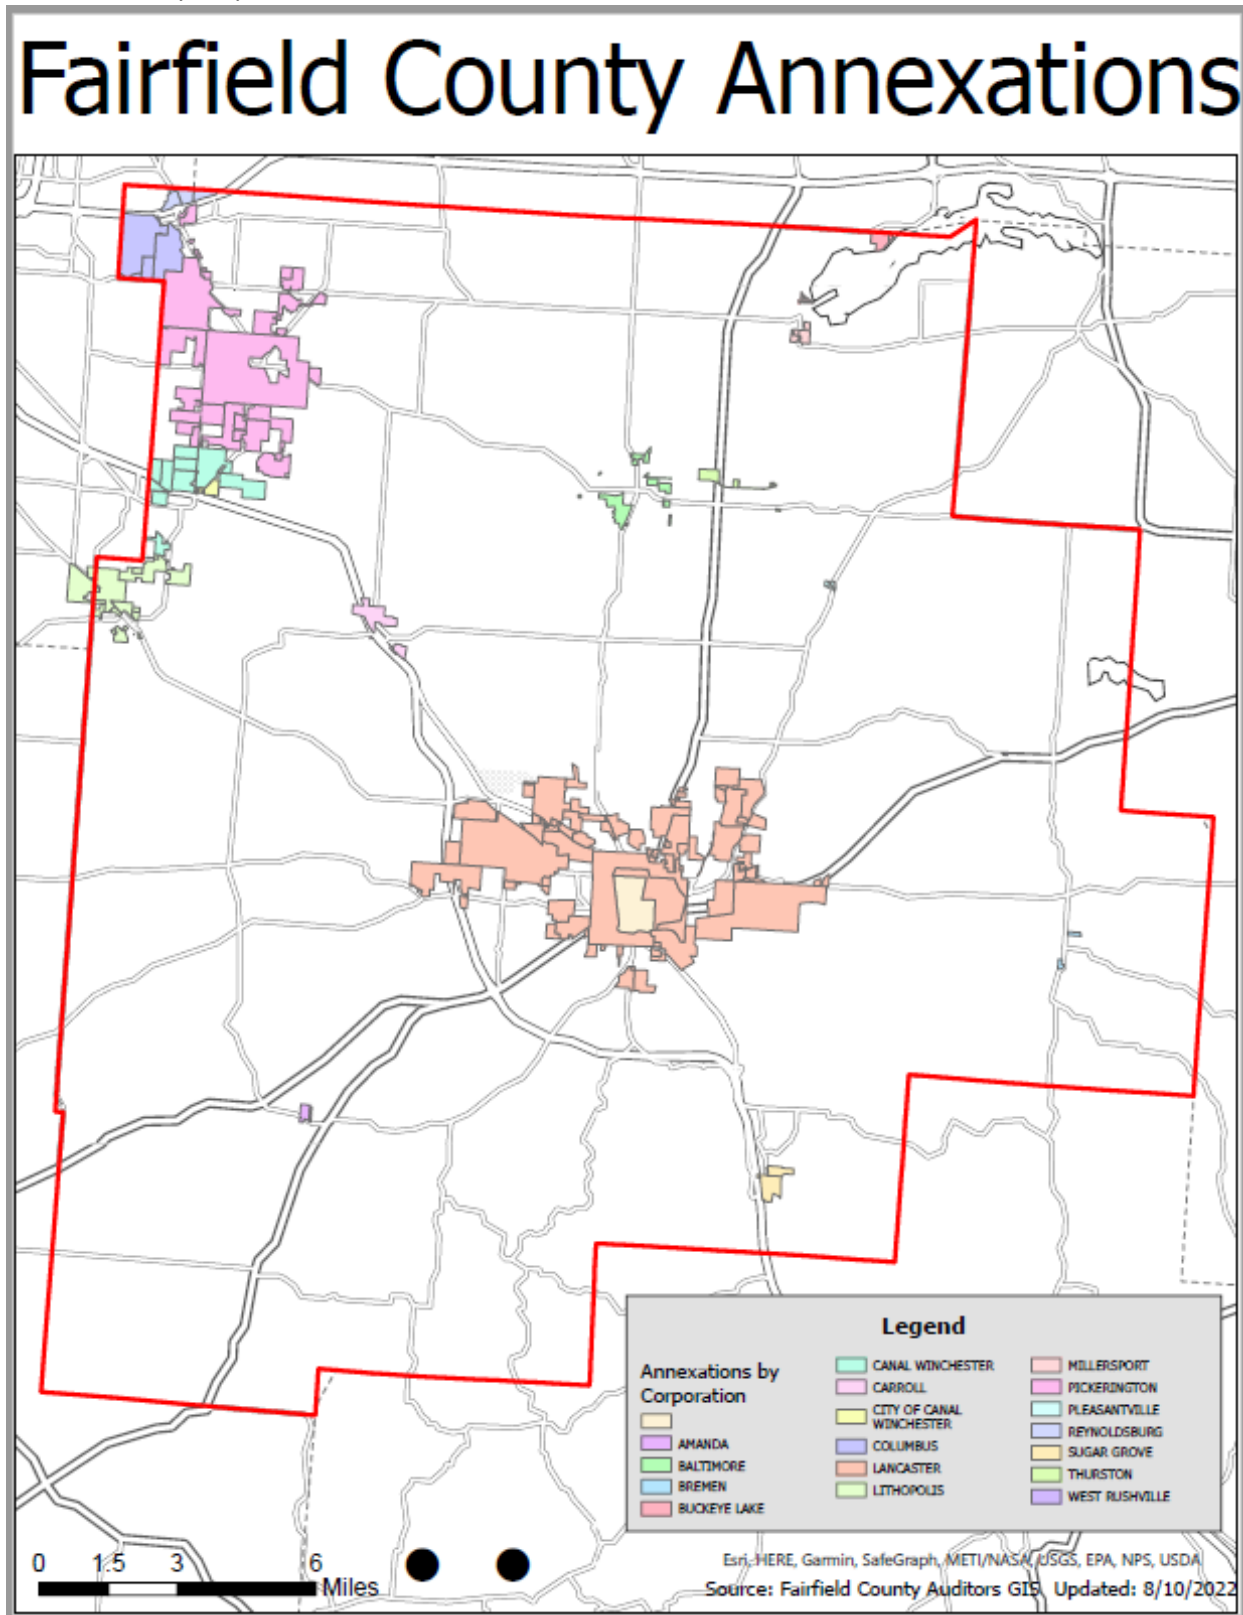 Fairfield County Annexations
Legend
Annexations by
Corporation
AMANDA
BALTIMORE
BREMEN
BUCKEYE LAKE
CANAL WINCHESTER
CARROLL
CITY OF CANAL
WINCHESTER
COLUMBUS
LANCASTER
LITHOPOLIS
MILLERSPORT
PICKERINGTON
PLEASANTVILLE
REYNOLDSBURG
SUGAR GROVE
THURSTON
WEST RUSHVILLE
0 1.5 3 6
Miles
Esri, HERE, Garmin, SafeGraph, METI/NASA, USGS, EPA, NPS, USDA
Source: Fairfield County Auditors GIS Updated: 8/10/2022